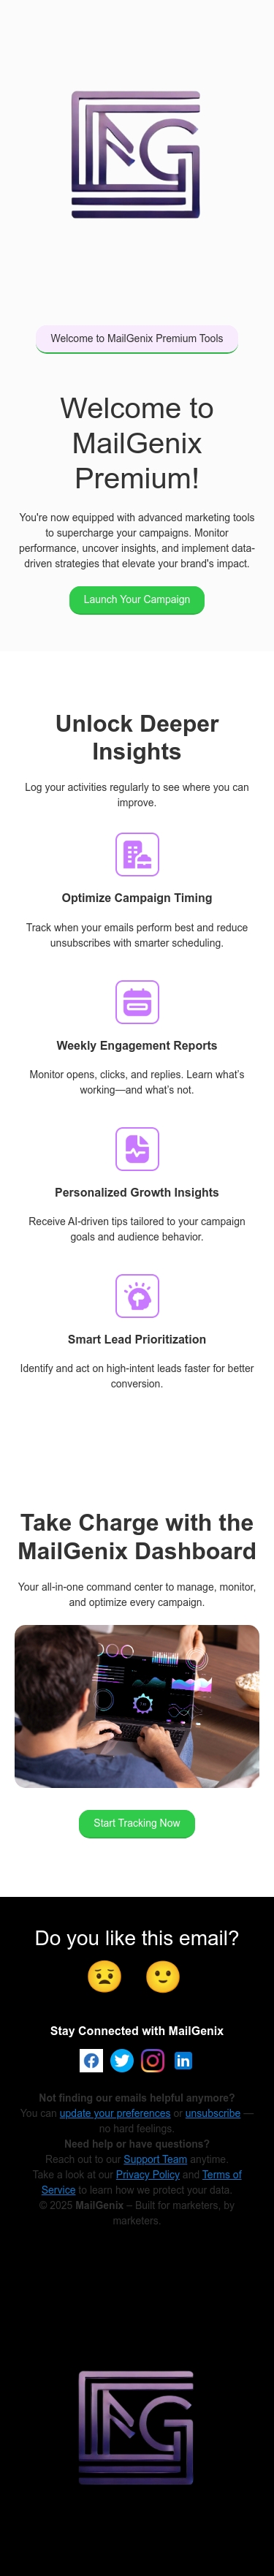 Welcome to MailGenix Premium Tools
Welcome to
MailGenix
Premium!
You're now equipped with advanced marketing tools
to supercharge your campaigns. Monitor
performance, uncover insights, and implement data-
driven strategies that elevate your brand's impact.
Launch Your Campaign
Unlock Deeper
Insights
Log your activities regularly to see where you can
improve.
Optimize Campaign Timing
Track when your emails perform best and reduce
unsubscribes with smarter scheduling.
Weekly Engagement Reports
Monitor opens, clicks, and replies. Learn what’s
working—and what’s not.
Personalized Growth Insights
Receive AI-driven tips tailored to your campaign
goals and audience behavior.
Smart Lead Prioritization
Identify and act on high-intent leads faster for better
conversion.
Take Charge with the
MailGenix Dashboard
Your all-in-one command center to manage, monitor,
and optimize every campaign.
Start Tracking Now
Do you like this email?
Stay Connected with MailGenix
Not finding our emails helpful anymore?
You can update your preferences or unsubscribe —
no hard feelings.
Need help or have questions?
Reach out to our Support Team anytime.
Take a look at our Privacy Policy and Terms of
Service to learn how we protect your data.
© 2025 MailGenix – Built for marketers, by
marketers.